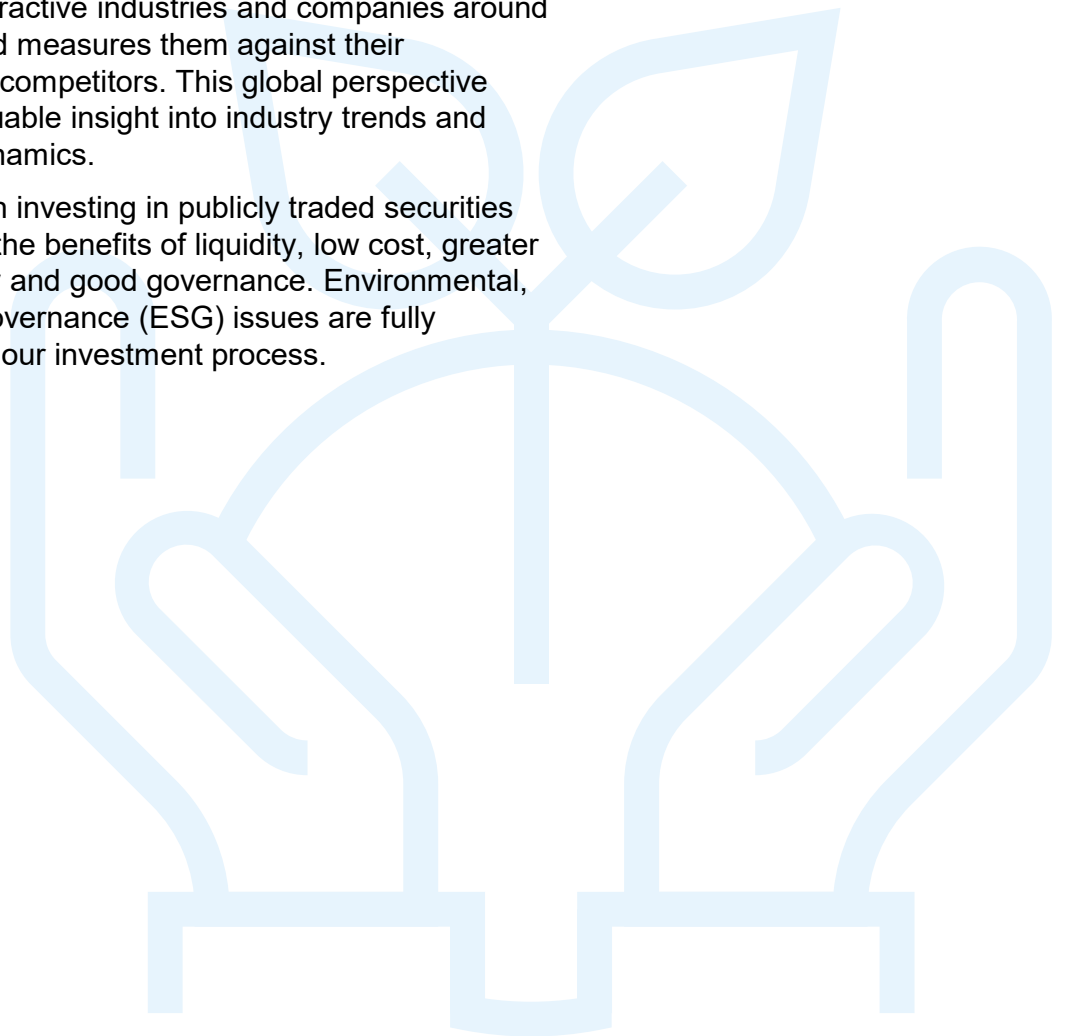 ractive industries and companies around
d measures them against their
competitors. This global perspective
uable insight into industry trends and
namics.
n investing in publicly traded securities
the benefits of liquidity, low cost, greater
and good governance. Environmental,
overnance (ESG) issues are fully
our investment process.